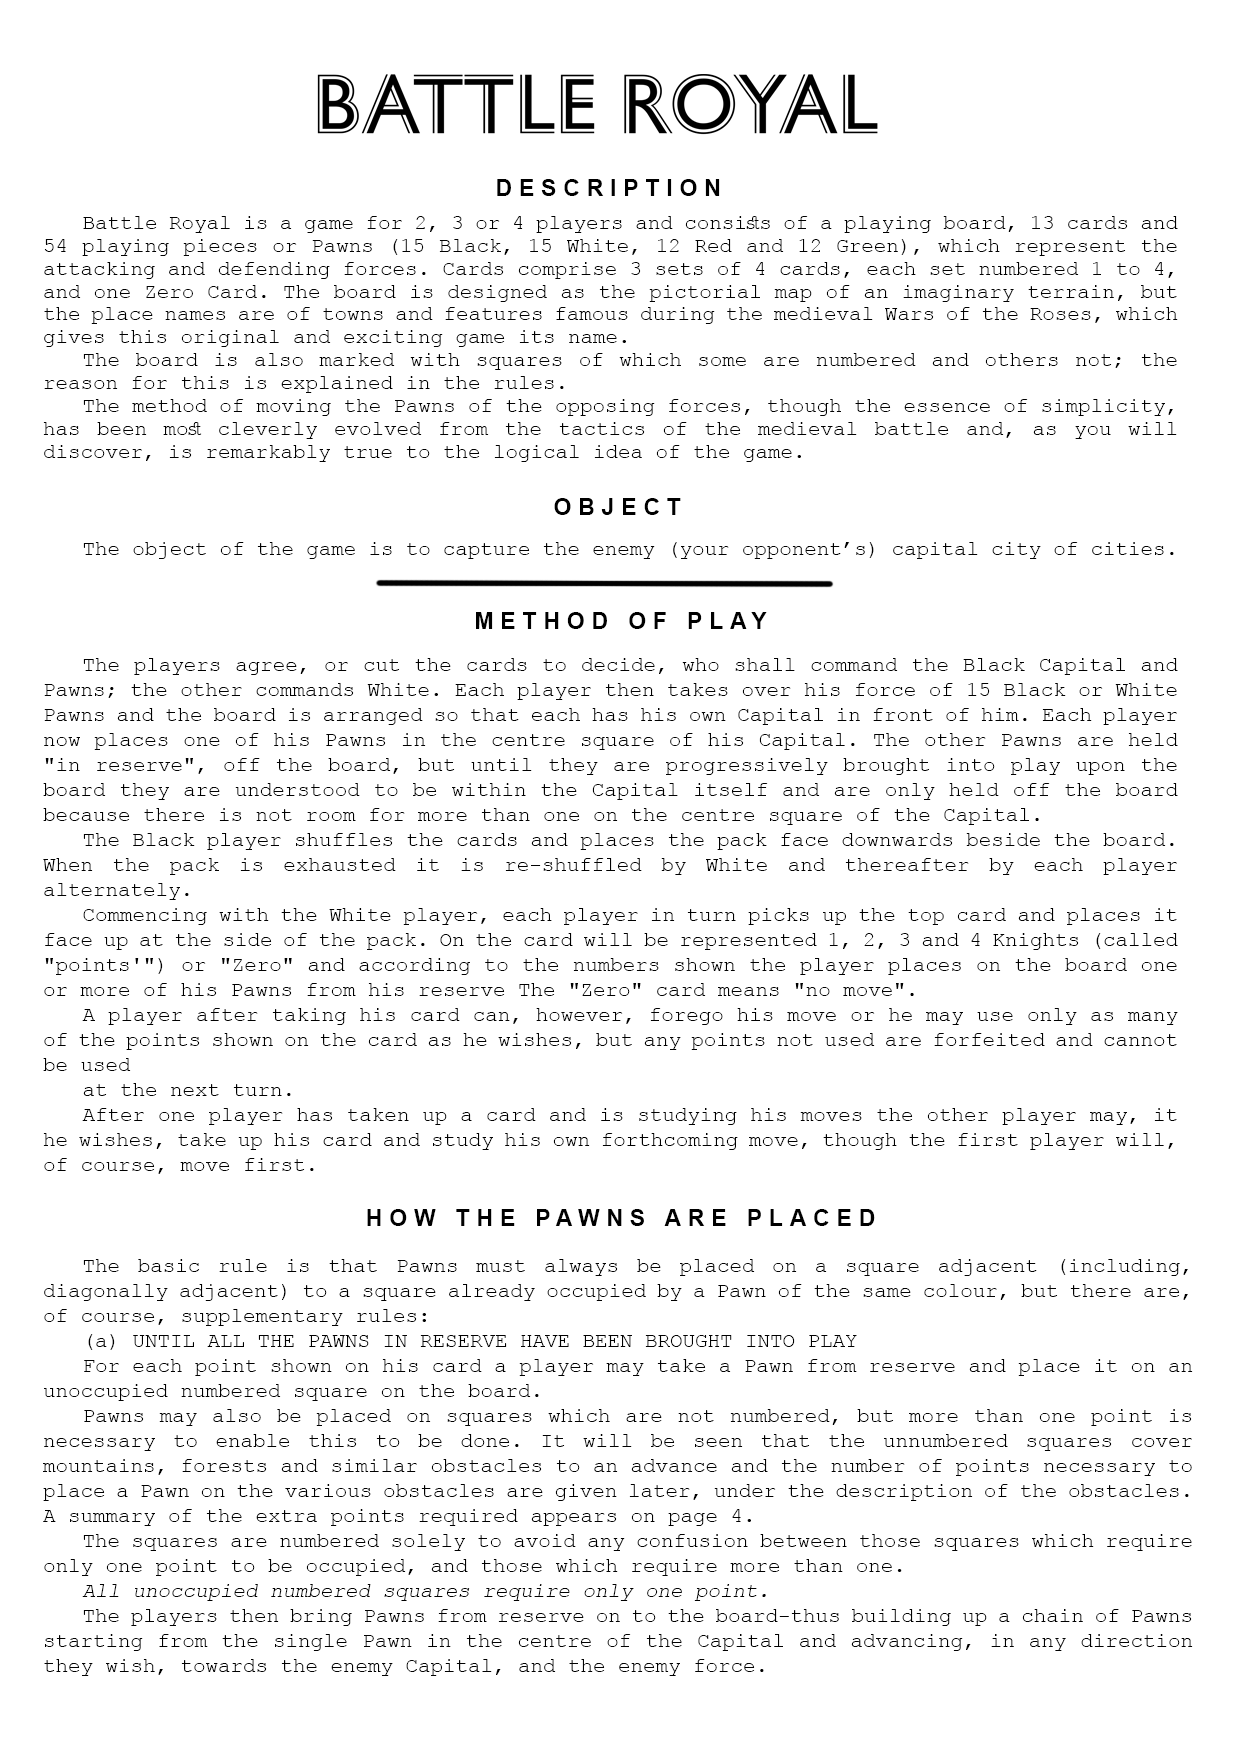 BATTLE ROYAL
DESCRIPTION
Battle Royal is a game for 2, 3 or 4 players and consists of a playing board, 13 cards and
54 playing pieces or Pawns (15 Black, 15 White, 12 Red and 12 Green), which represent the
attacking and defending forces. Cards comprise 3 sets of 4 cards, each set numbered 1 to 4,
and one Zero Card. The board is designed as the pictorial map of an imaginary terrain, but
the place names are of towns and features famous during the medieval Wars of the Roses, which
gives this original and exciting game its name.
The board is also marked with squares of which some are numbered and others not; the
reason for this is explained in the rules.
The method of moving the Pawns of the opposing forces, though the essence of simplicity,
has been most cleverly evolved from the tactics of the medieval battle and, as you will
discover, is remarkably true to the logical idea of the game.
OBJECT
The object of the game is to capture the enemy (your opponent’s) capital city of cities.
METHOD OF PLAY
The players agree, or cut the cards to decide, who shall command the Black Capital and
Pawns; the other commands White. Each player then takes over his force of 15 Black or White
Pawns and the board is arranged so that each has his own Capital in front of him. Each player
now places one of his Pawns in the centre square of his Capital. The other Pawns are held
"in reserve", off the board, but until they are progressively brought into play upon the
board they are understood to be within the Capital itself and are only held off the board
because there is not room for more than one on the centre square of the Capital.
The Black player shuffles the cards and places the pack face downwards beside the board.
When the pack is exhausted it is re-shuffled by White and thereafter by each player
alternately.
Commencing with the White player, each player in turn picks up the top card and places it
face up at the side of the pack. On the card will be represented 1, 2, 3 and 4 Knights (called
"points'") or "Zero" and according to the numbers shown the player places on the board one
or more of his Pawns from his reserve The "Zero" card means "no move".
A player after taking his card can, however, forego his move or he may use only as many
of the points shown on the card as he wishes, but any points not used are forfeited and cannot
be used
at the next turn.
After one player has taken up a card and is studying his moves the other player may, it
he wishes, take up his card and study his own forthcoming move, though the first player will,
of course, move first.
HOW THE PAWNS ARE PLACED
The basic rule is that Pawns must always be placed on a square adjacent (including,
diagonally adjacent) to a square already occupied by a Pawn of the same colour, but there are,
of course, supplementary rules:
(a) UNTIL ALL THE PAWNS IN RESERVE HAVE BEEN BROUGHT INTO PLAY
For each point shown on his card a player may take a Pawn from reserve and place it on an
unoccupied numbered square on the board.
Pawns may also be placed on squares which are not numbered, but more than one point is
necessary to enable this to be done. It will be seen that the unnumbered squares cover
mountains, forests and similar obstacles to an advance and the number of points necessary to
place a Pawn on the various obstacles are given later, under the description of the obstacles.
A summary of the extra points required appears on page 4.
The squares are numbered solely to avoid any confusion between those squares which require
only one point to be occupied, and those which require more than one.
All unoccupied numbered squares require only one point.
The players then bring Pawns from reserve on to the board-thus building up a chain of Pawns
starting from the single Pawn in the centre of the Capital and advancing, in any direction
they wish, towards the enemy Capital, and the enemy force.